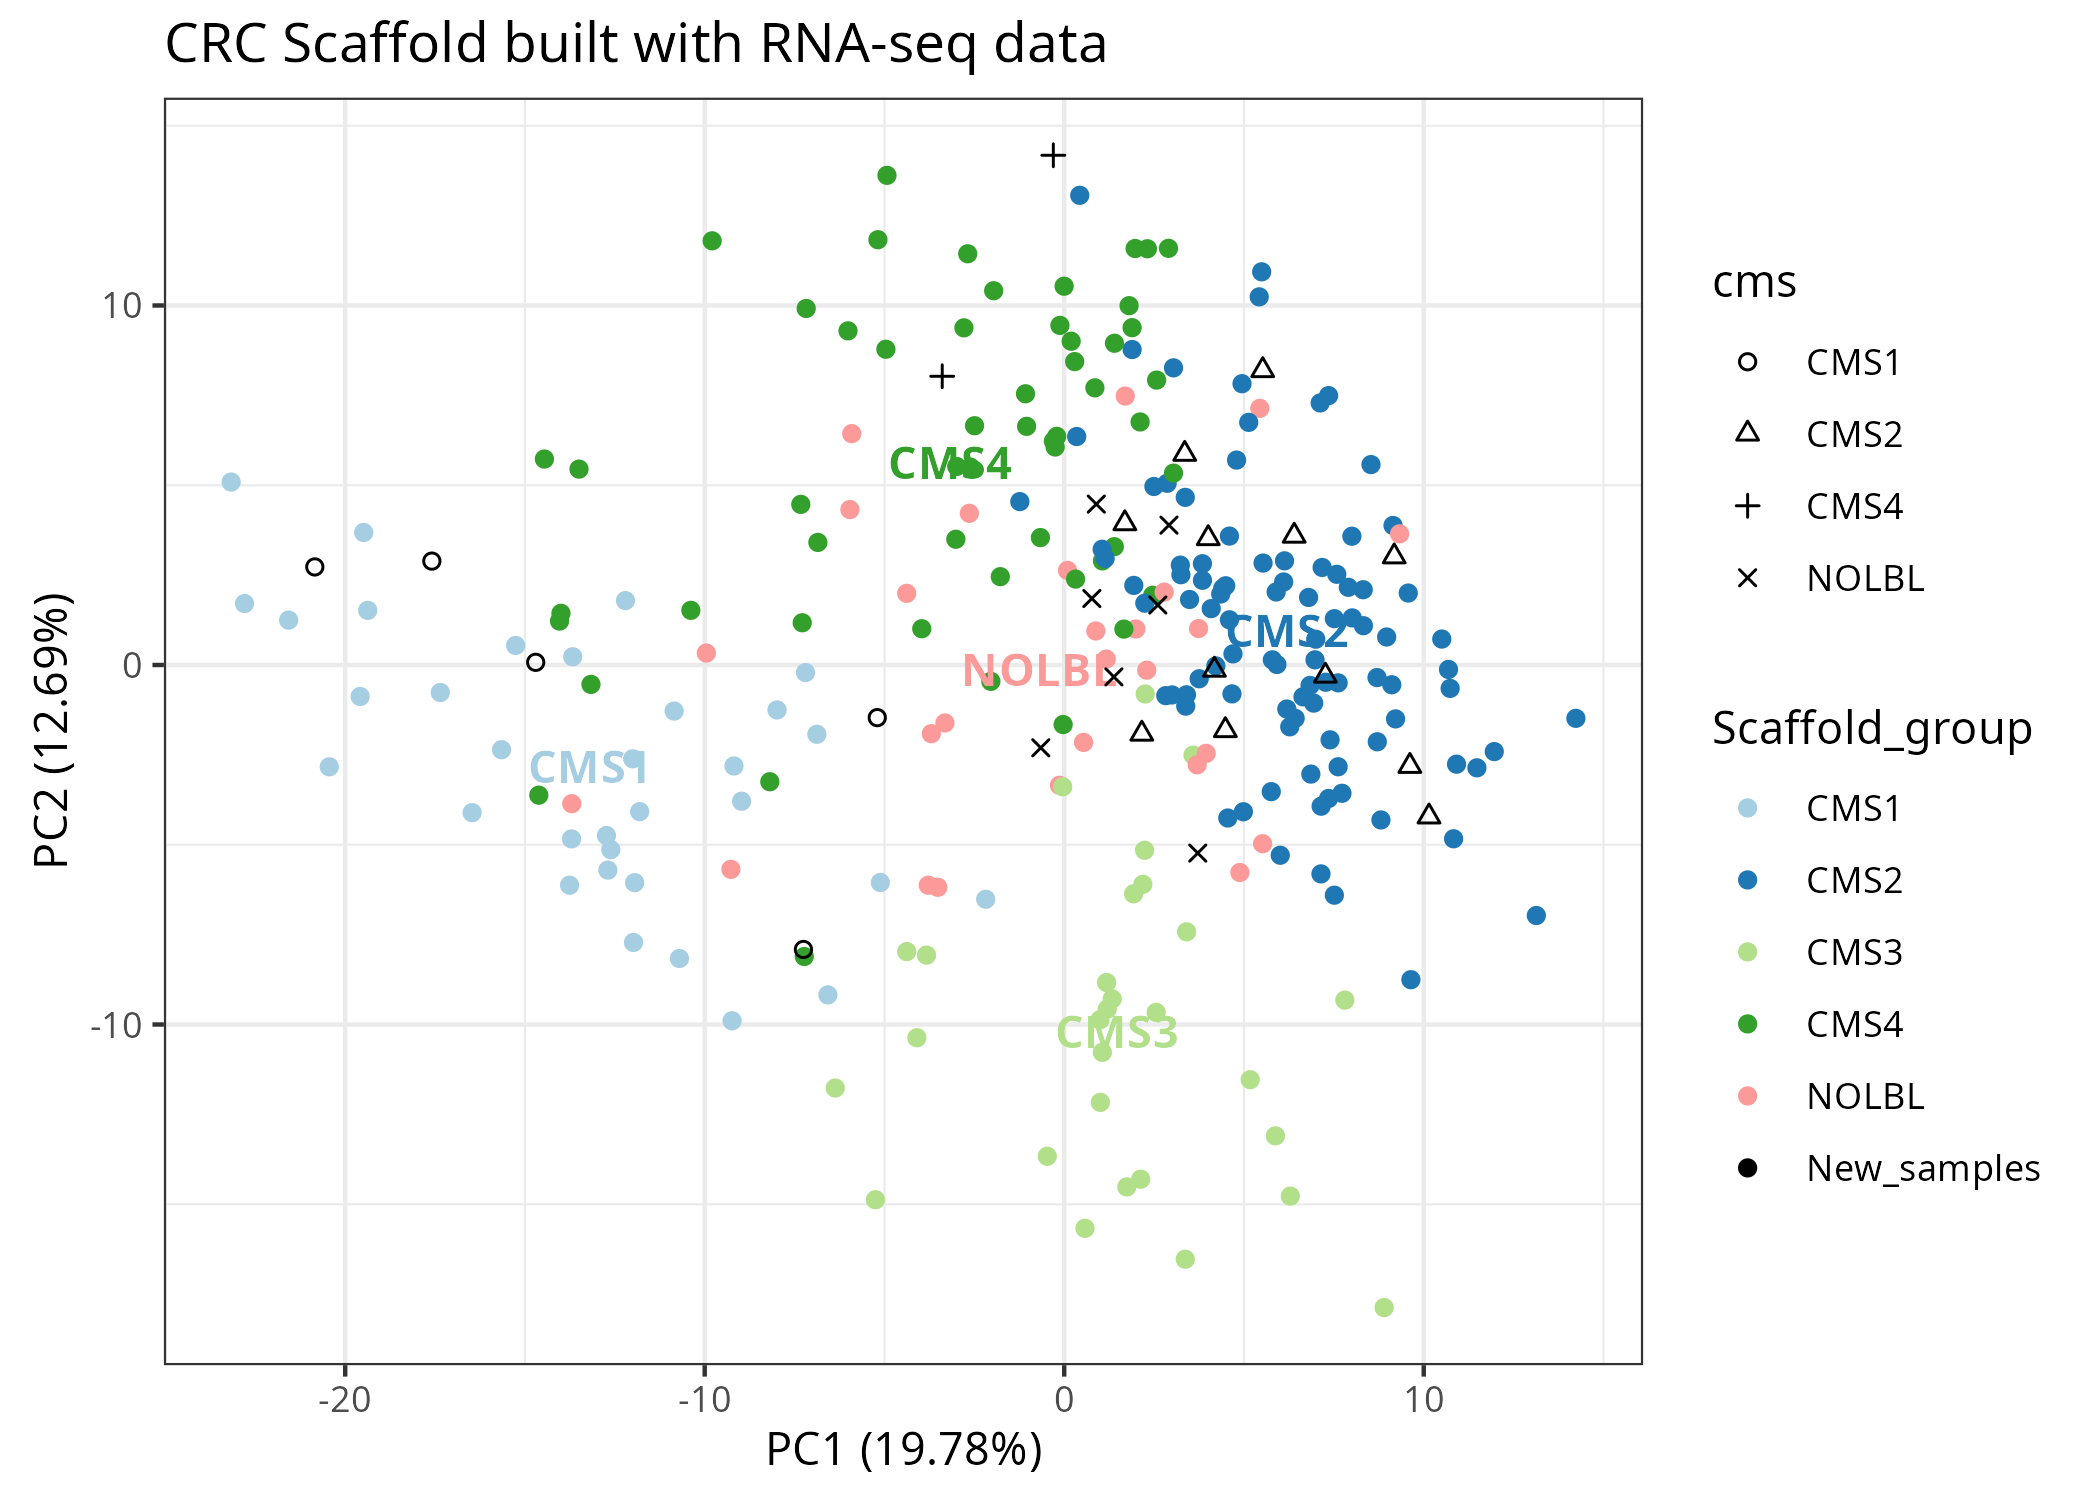 CRC Scaffold built with RNA-seq data
PC2 (12.69%)
10
0
-10
CMS4
CMS2
NOLBL
CMS1
CMS3
-20
-10
0
10
PC1 (19.78%)
cms
CMS1
CMS2
CMS4
NOLBL
Scaffold_group
CMS1
CMS2
CMS3
CMS4
NOLBL
New_samples